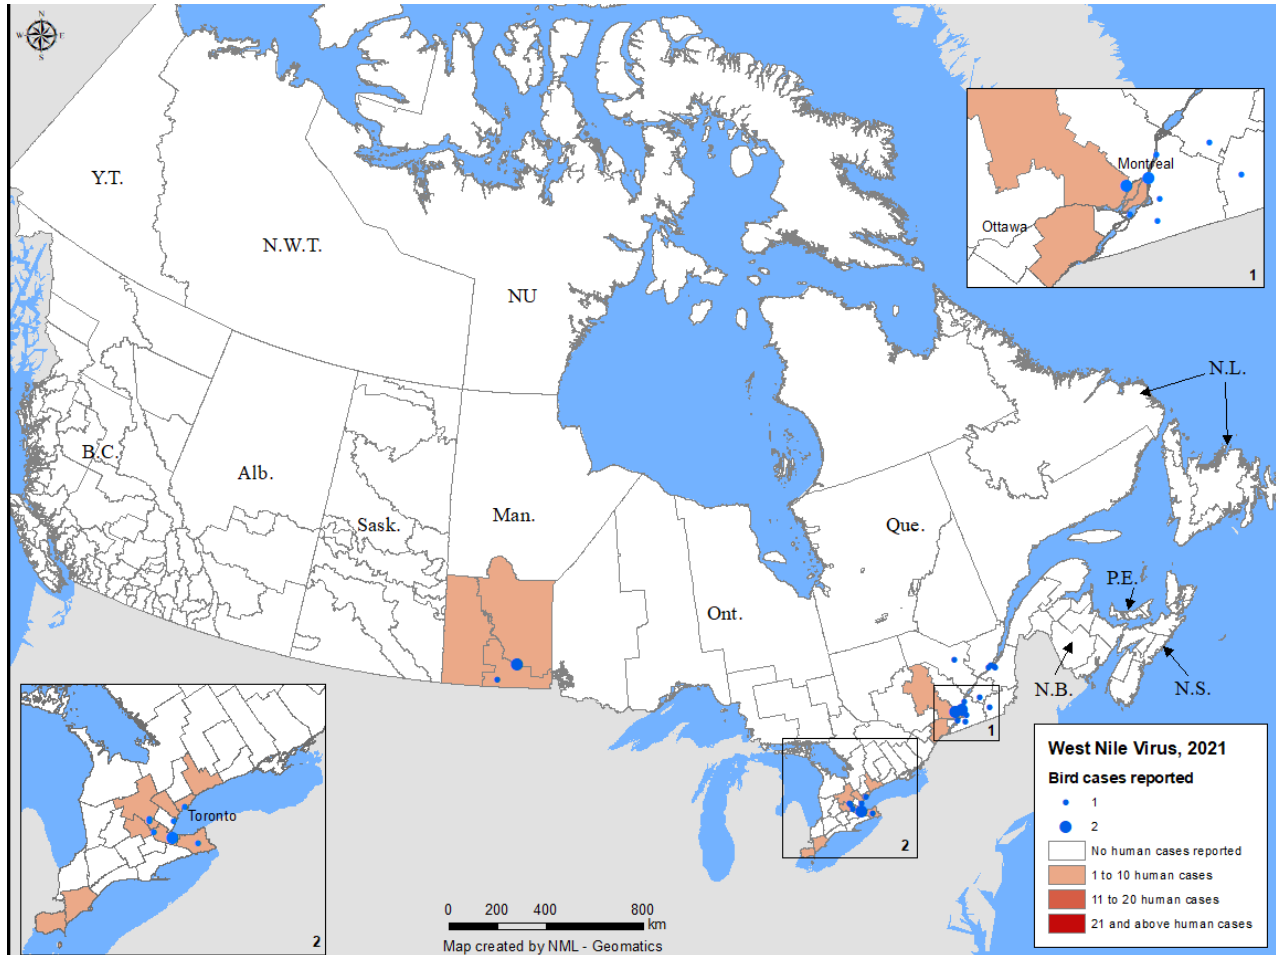 N
W
E
S
Y.T.
N.W.T.
NU
B.C.
Alb.
Sask.
Man.
Ont.
Que.
N.L.
P.E.
N.B.
N.S.
Montreal
Ottawa
1
1
2
Toronto
2
0 200 400 800
km
Map created by NML - Geomatics
West Nile Virus, 2021
Bird cases reported
1
2
No human cases reported
1 to 10 human cases
11 to 20 human cases
21 and above human cases